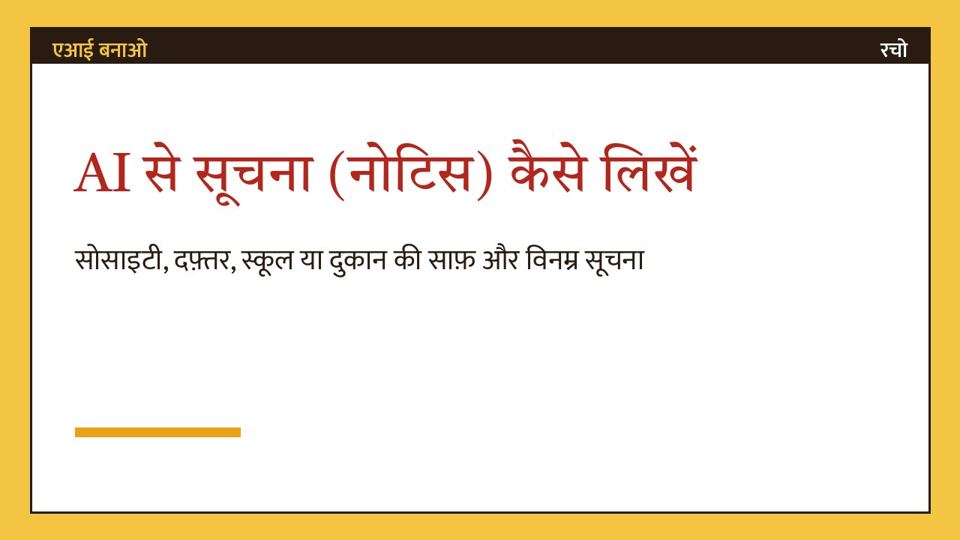 एआई बनाओ
रचो
AI से सूचना (नोटिस) कैसे लिखें
सोसाइटी, दफ़्तर, स्कूल या दुकान की साफ़ और विनम्र सूचना